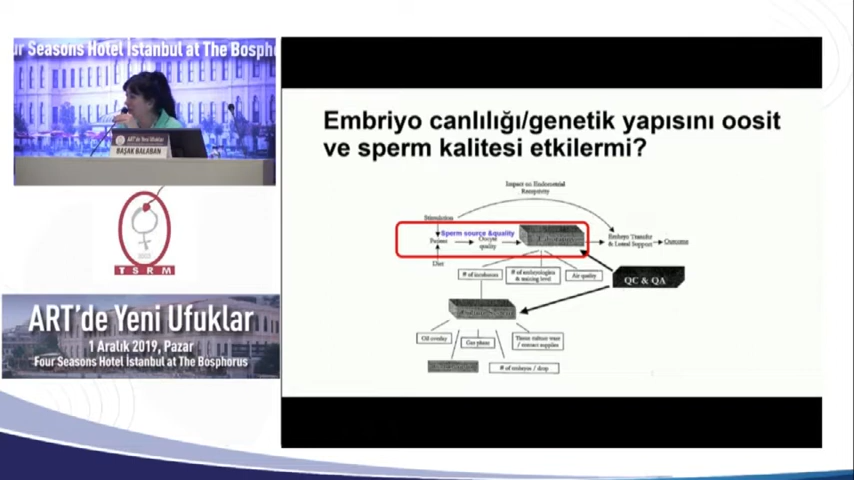 ur Seasons Hotel İstanbul at The Bosph
ART'de Yeni Ufuklar
BAŞAK BALABAN
TSRM
ART'de Yeni Ufuklar
1 Aralık 2019, Pazar
Four Seasons Hotel İstanbul at The Bosphorus
Embriyo canlılığı/genetik yapısını oosit
ve sperm kalitesi etkilermi?
Impact on Endometrial
Receptivity
Stimulation
Sperm source &quality
Patient
Oocyte
quality
Embryo Transfer
& Luteal Support
Outcome
Diet
# of incubators
# of embryologists
& training level
Air quality
QC & QA
Oil overlay
Gas phase
Tissue culture ware
/ contact supplies
# of embryos / drop